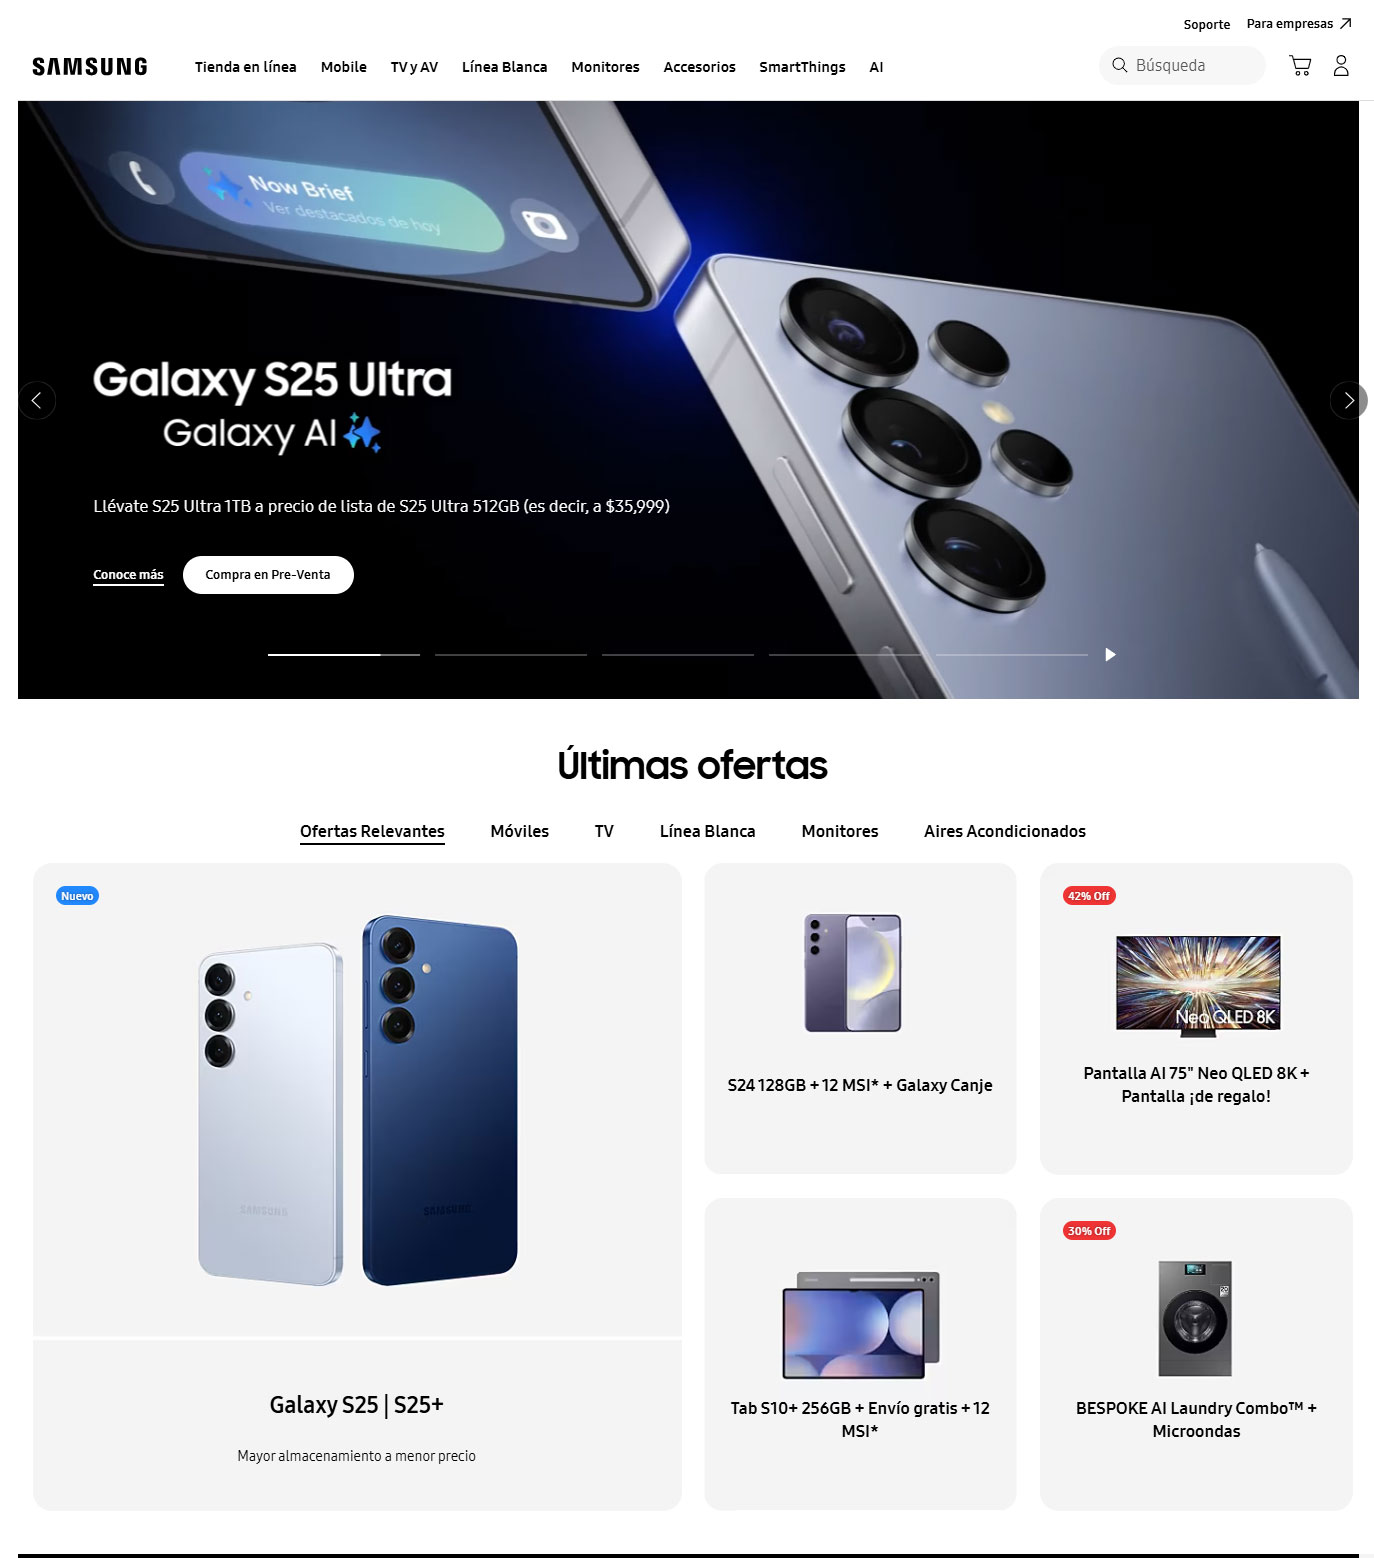 Soporte
Para empresas
SAMSUNG
Tienda en línea
Mobile
TV y AV
Línea Blanca
Monitores
Accesorios
SmartThings
AI
Búsqueda
Now Brief
Ver destacados de hoy
Galaxy S25 Ultra
Galaxy AI
Llévate S25 Ultra 1TB a precio de lista de S25 Ultra 512GB (es decir, a $35,999)
Conoce más
Compra en Pre-Venta
Últimas ofertas
Ofertas Relevantes
Móviles
TV
Línea Blanca
Monitores
Aires Acondicionados
Nuevo
SAMSUNG
SAMSUNG
Galaxy S25 | S25+
Mayor almacenamiento a menor precio
S24 128GB + 12 MSI* + Galaxy Canje
42% Off
Neo QLED 8K
Pantalla AI 75" Neo QLED 8K +
Pantalla ¡de regalo!
Tab S10+ 256GB + Envío gratis + 12
MSI*
30% Off
BESPOKE AI Laundry Combo™ +
Microondas